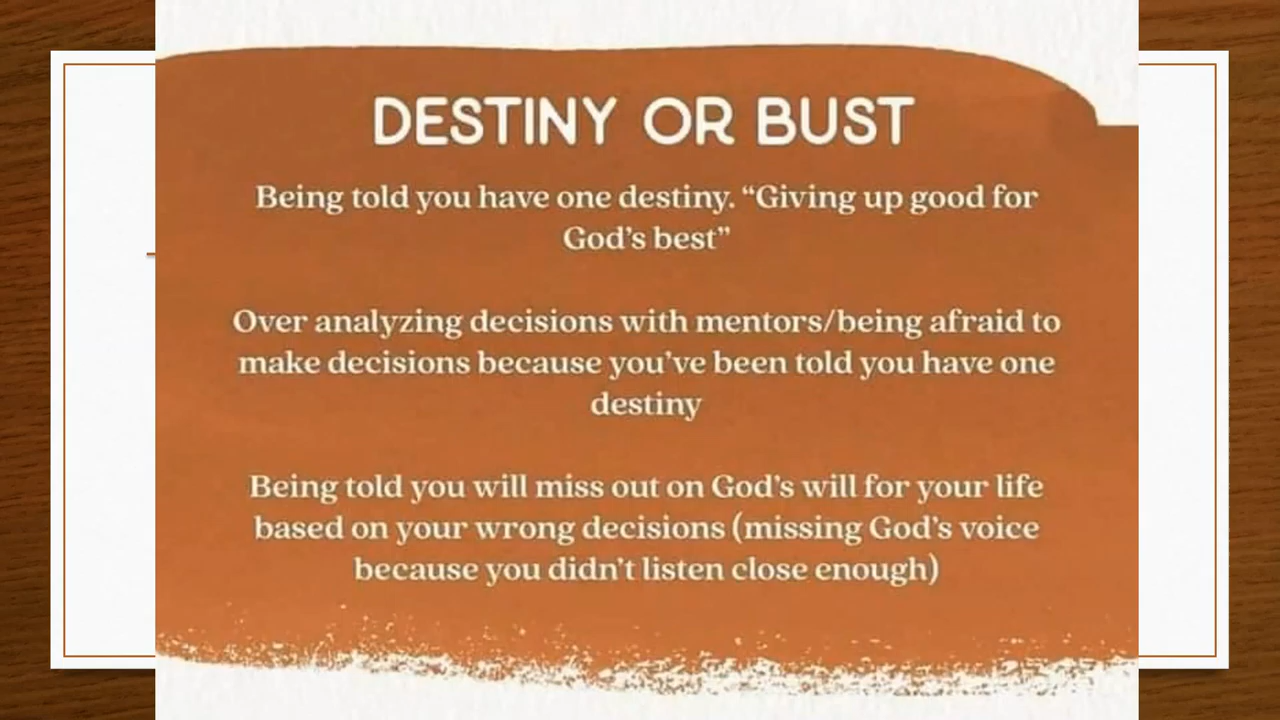 DESTINY OR BUST
Being told you have one destiny. “Giving up good for
God’s best”
Over analyzing decisions with mentors/being afraid to
make decisions because you’ve been told you have one
destiny
Being told you will miss out on God’s will for your life
based on your wrong decisions (missing God’s voice
because you didn’t listen close enough)